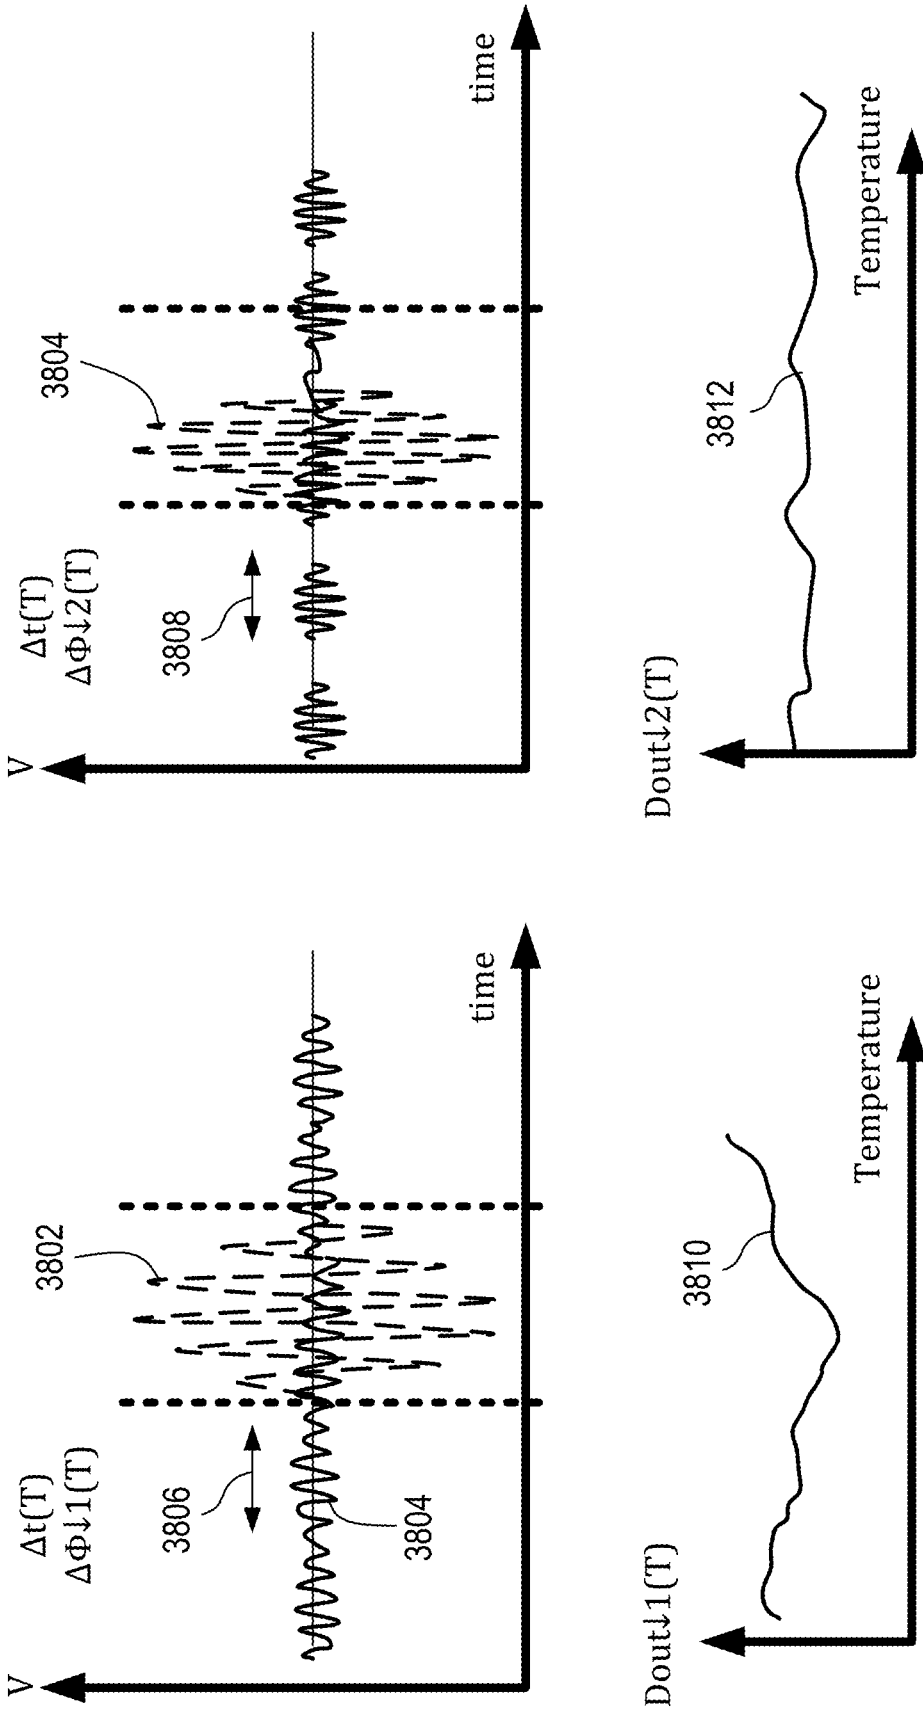 V
Δt(T)
ΔΦ↓1(T)
3802
3806
3804
time
Dout↓1(T)
3810
Temperature
V
Δt(T)
ΔΦ↓2(T)
3804
3808
time
Dout↓2(T)
3812
Temperature